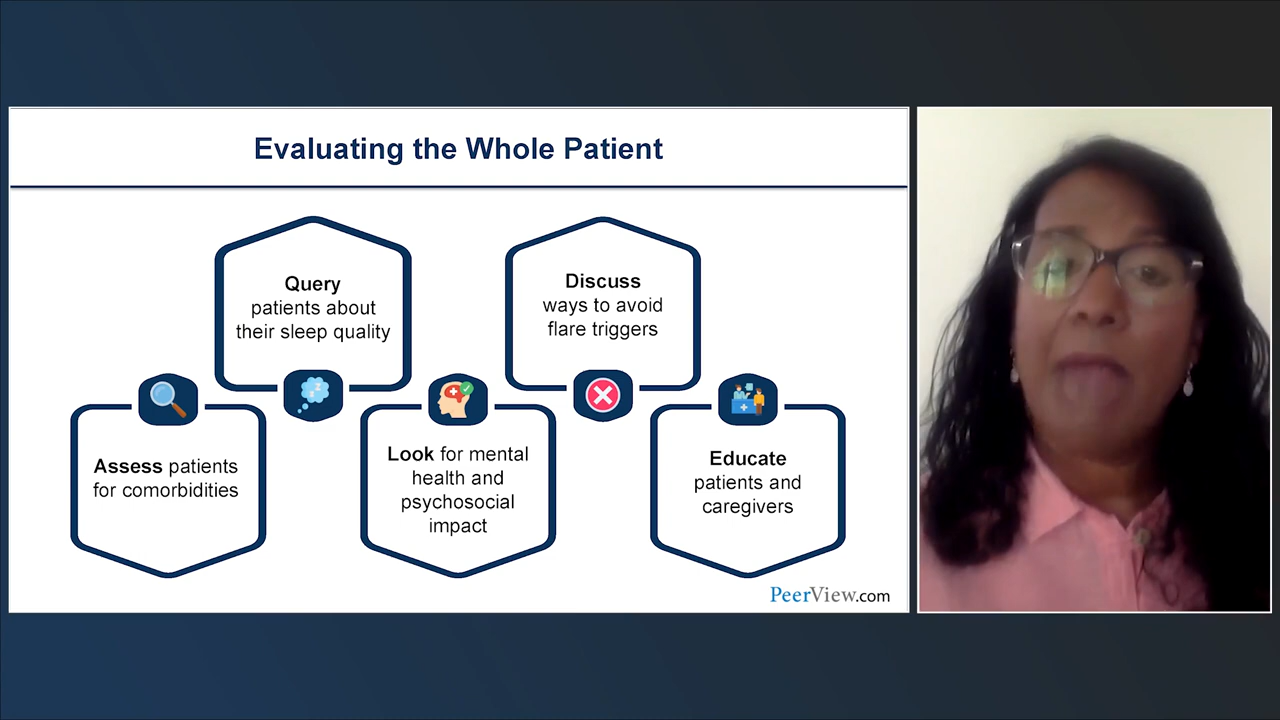 Evaluating the Whole Patient
Query
patients about
their sleep quality
Discuss
ways to avoid
flare triggers
Assess patients
for comorbidities
Look for mental
health and
psychosocial
impact
Educate
patients and
caregivers
PeerView.com